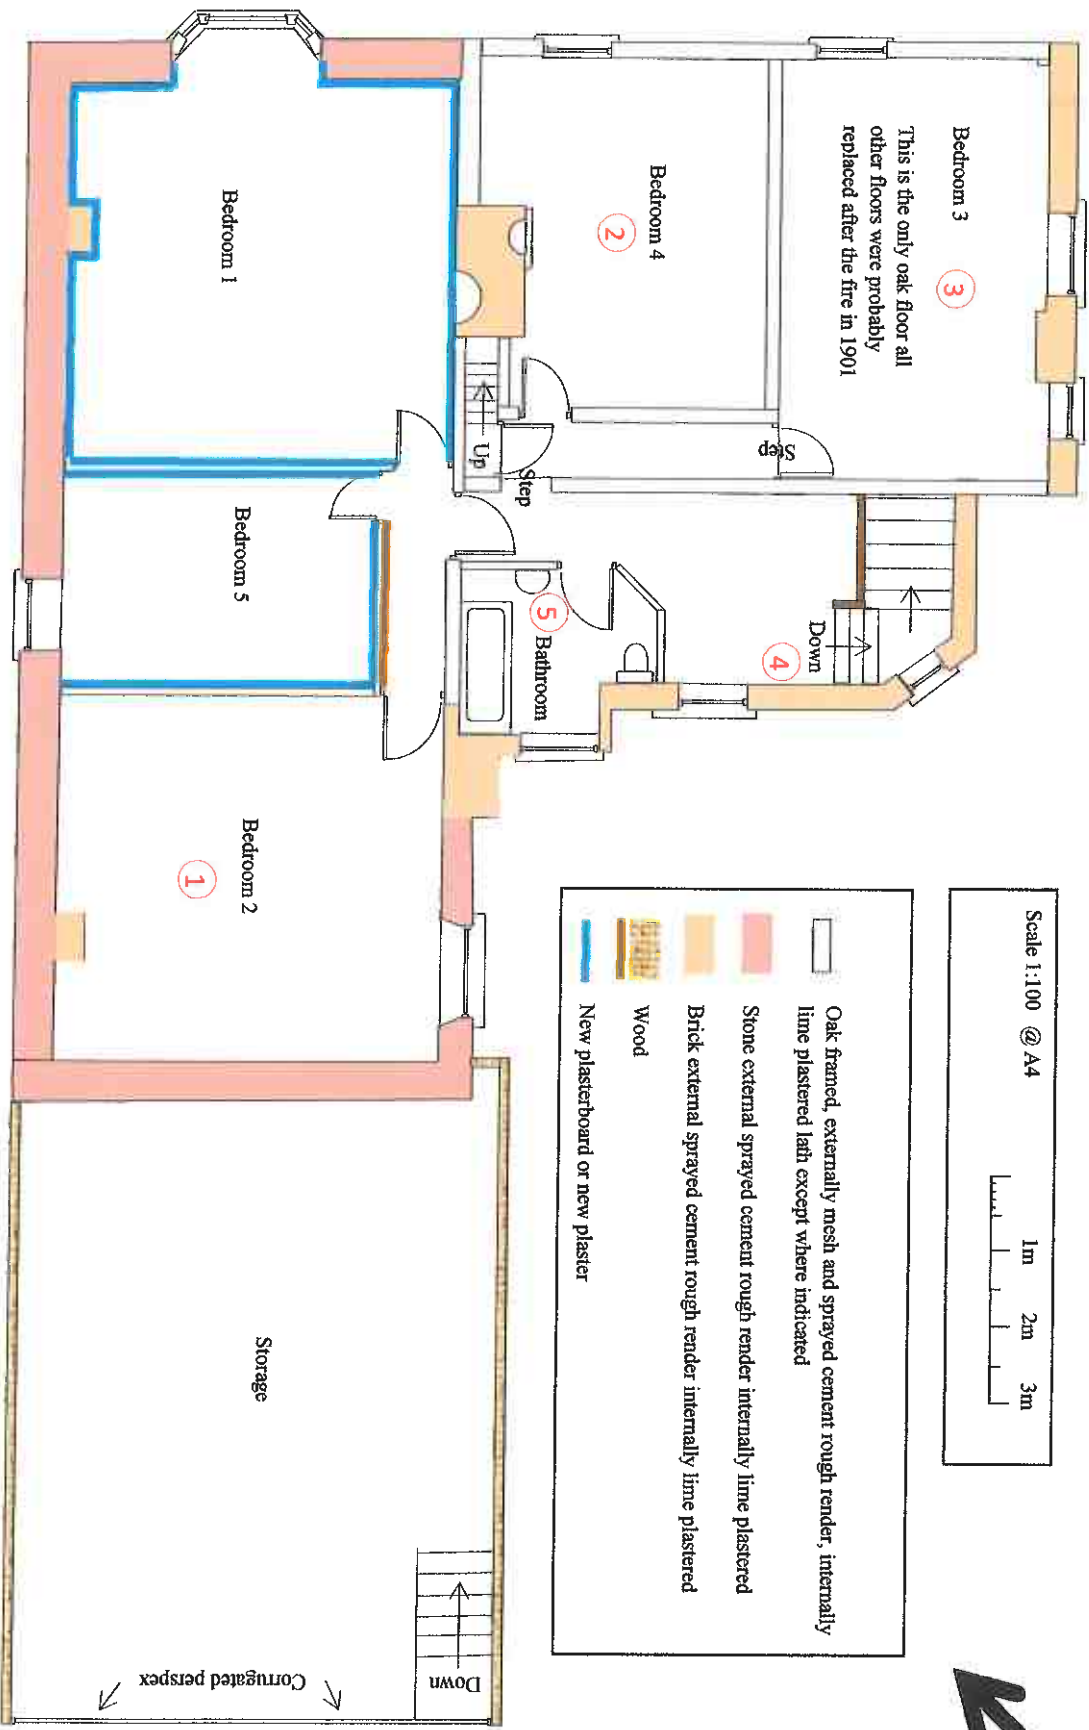 Scale 1:100 @ A4
1m 2m 3m
Oak framed, externally mesh and sprayed cement rough render, internally
lime plastered lath except where indicated
Stone external sprayed cement rough render internally lime plastered
Brick external sprayed cement rough render internally lime plastered
Wood
New plasterboard or new plaster
Bedroom 3
3
This is the only oak floor all
other floors were probably
replaced after the fire in 1901
Step
Bedroom 4
2
Up
Step
Down
4
5
Bathroom
Bedroom 1
Bedroom 5
Bedroom 2
1
Storage
Down
Corrugated perspex